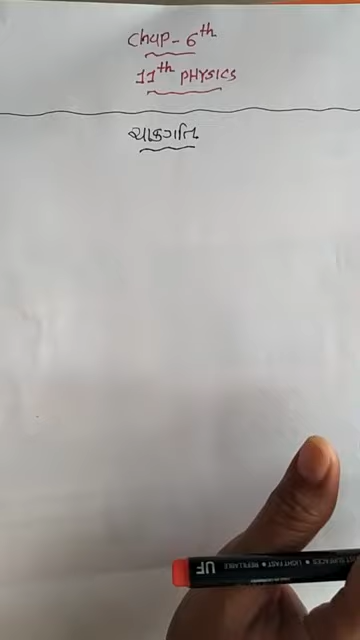 Chap - 6th
11th PHYSICS
ચાકગતિ
UF
REFILLABLE ● LIGHT FAST ●